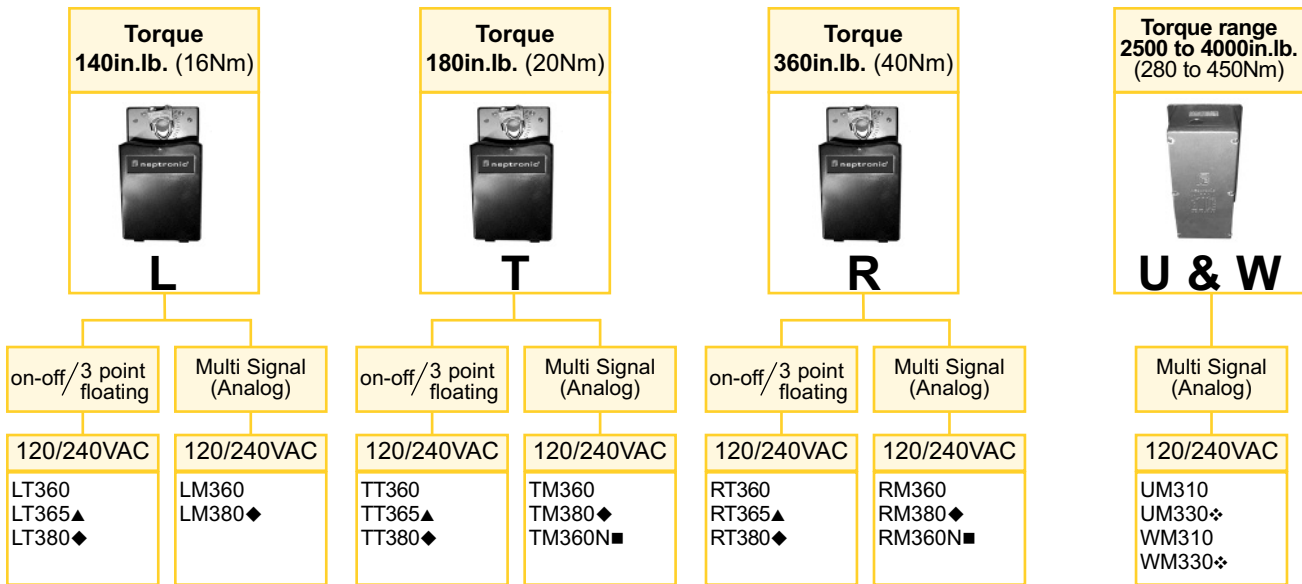 Torque
140in.lb. (16Nm)
neptronic
L
on-off/3 point
floating
Multi Signal
(Analog)
120/240VAC
LT360
LT365▲
LT380◆
120/240VAC
LM360
LM380◆
Torque
180in.lb. (20Nm)
neptronic
T
on-off/3 point
floating
Multi Signal
(Analog)
120/240VAC
TT360
TT365▲
TT380◆
120/240VAC
TM360
TM380◆
TM360N■
Torque
360in.lb. (40Nm)
neptronic
R
on-off/3 point
floating
Multi Signal
(Analog)
120/240VAC
RT360
RT365▲
RT380◆
120/240VAC
RM360
RM380◆
RM360N■
Torque range
2500 to 4000in.lb.
(280 to 450Nm)
U & W
Multi Signal
(Analog)
120/240VAC
UM310
UM330❖
WM310
WM330❖